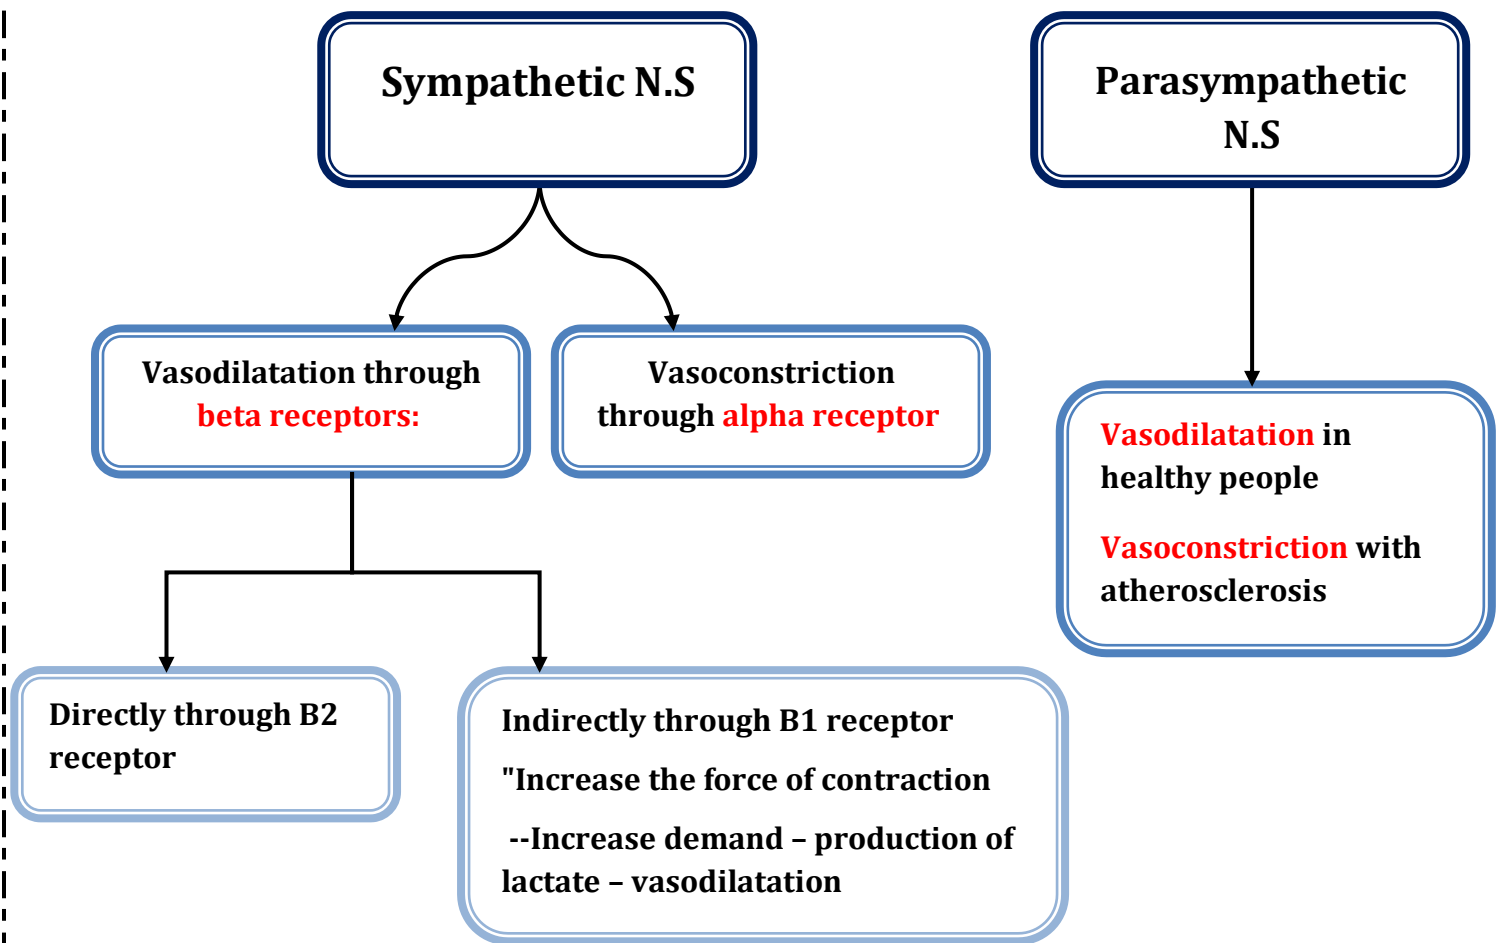 Sympathetic N.S
Parasympathetic
N.S
Vasodilatation through
beta receptors:
Vasoconstriction
through alpha receptor
Vasodilatation in
healthy people
Vasoconstriction with
atherosclerosis
Directly through B2
receptor
Indirectly through B1 receptor
"Increase the force of contraction
--Increase demand – production of
lactate – vasodilatation